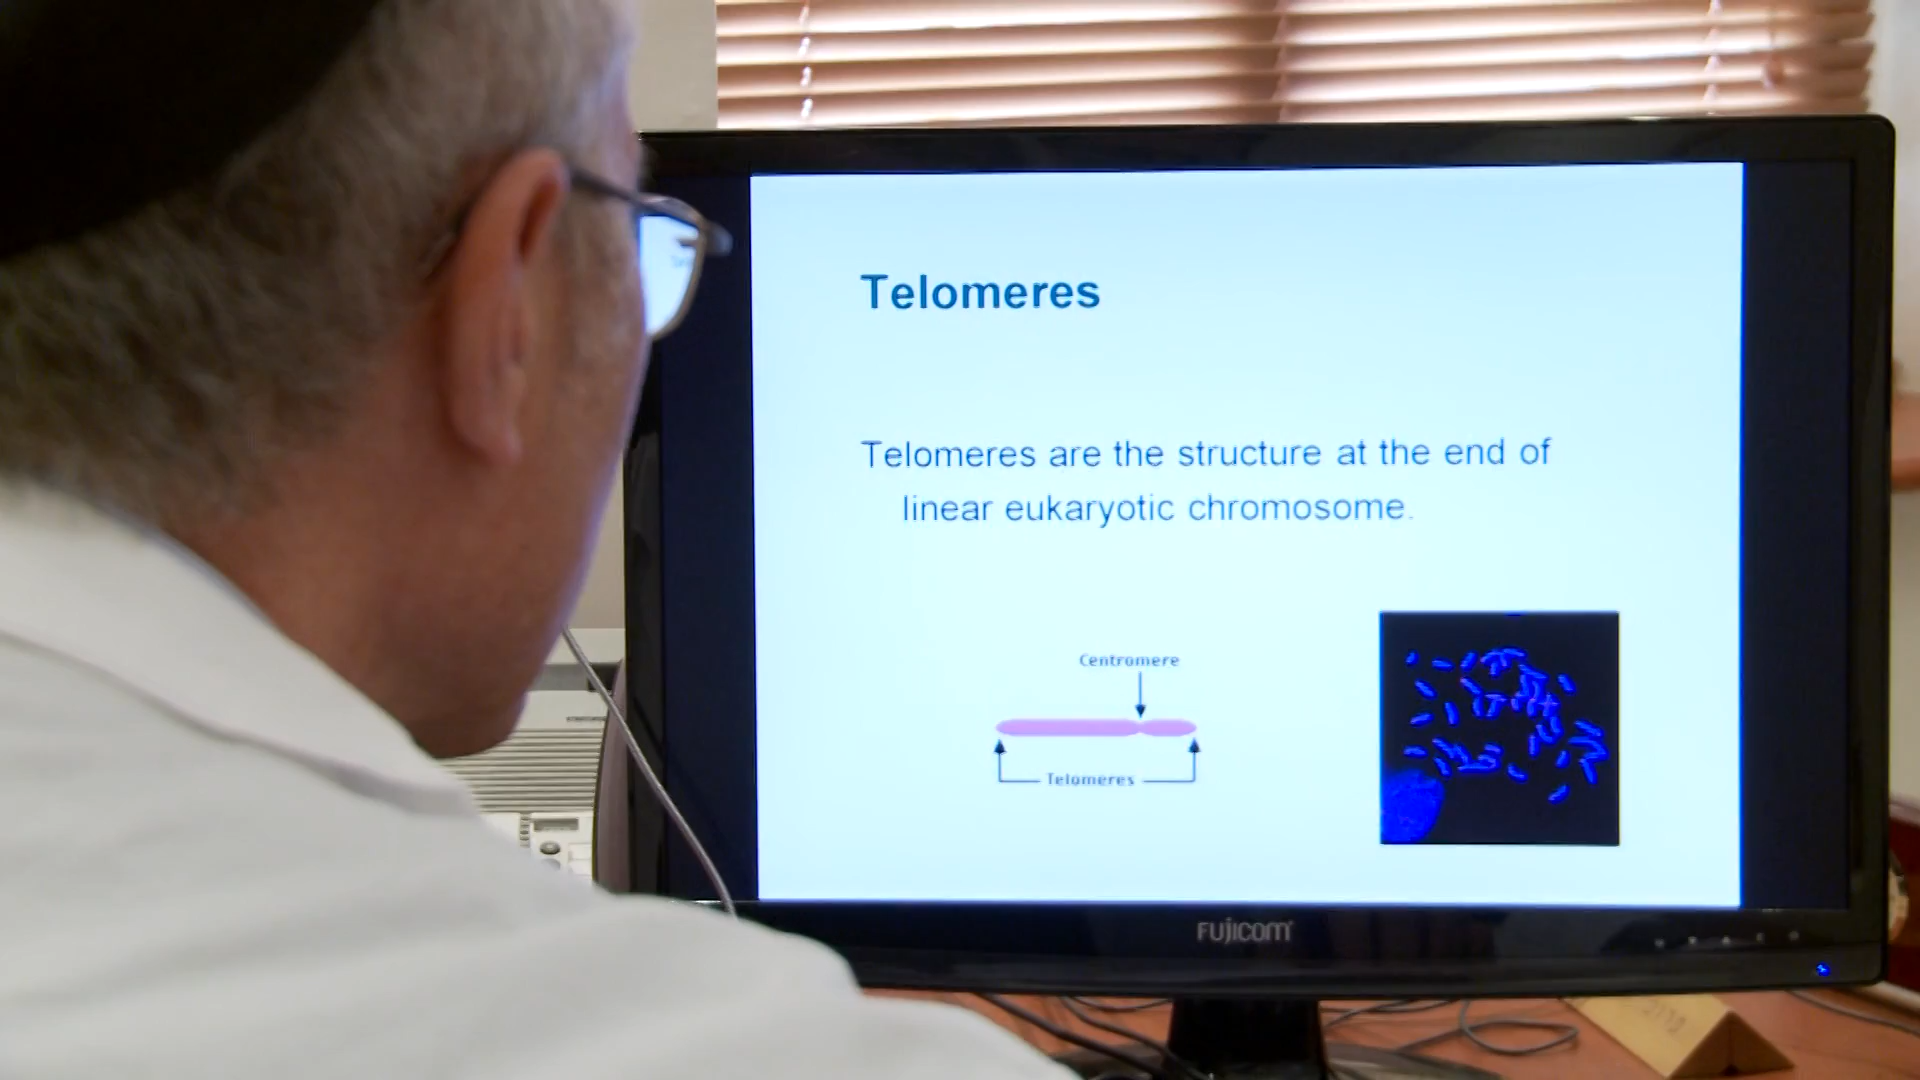 Telomeres
Telomeres are the structure at the end of
linear eukaryotic chromosome.
Centromere
Telomeres
FUJICOM